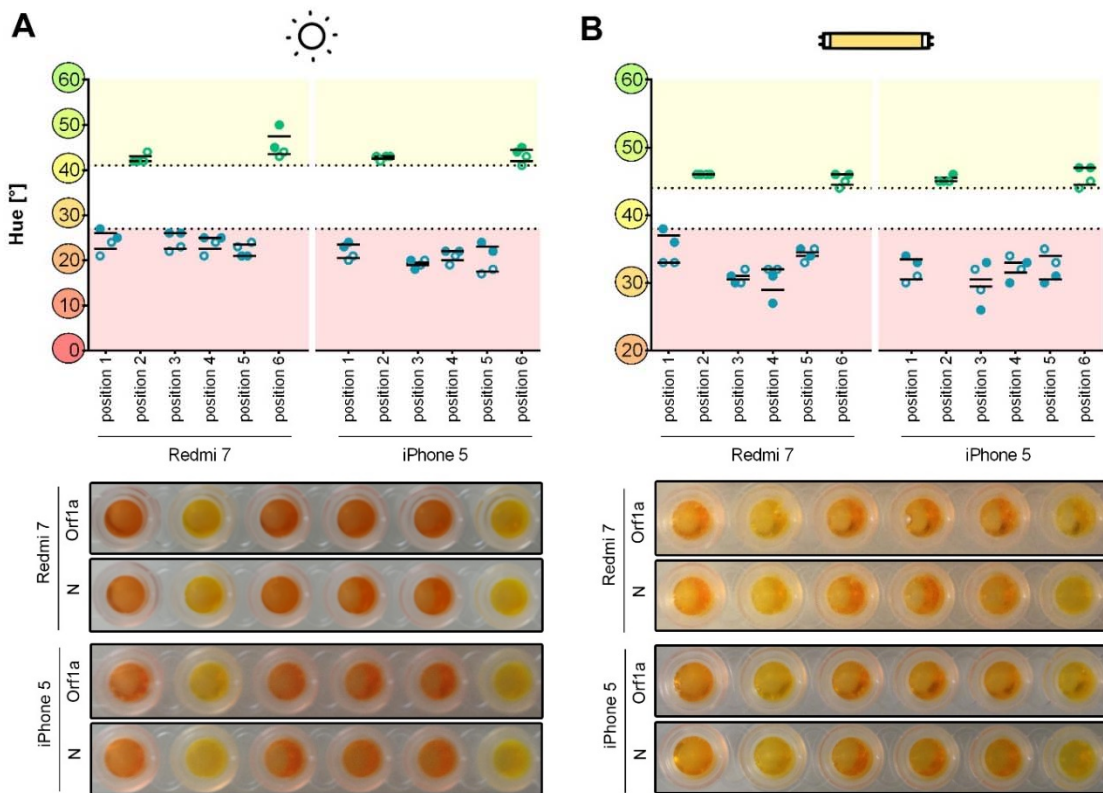 A
Hue [°]
60
50
40
30
20
10
0
position 1
position 2
position 3
position 4
position 5
position 6
position 1
position 2
position 3
position 4
position 5
position 6
Redmi 7
iPhone 5
Redmi 7
Orf1a
N
iPhone 5
Orf1a
N
B
60
50
40
30
20
position 1
position 2
position 3
position 4
position 5
position 6
position 1
position 2
position 3
position 4
position 5
position 6
Redmi 7
iPhone 5
Redmi 7
Orf1a
N
iPhone 5
Orf1a
N